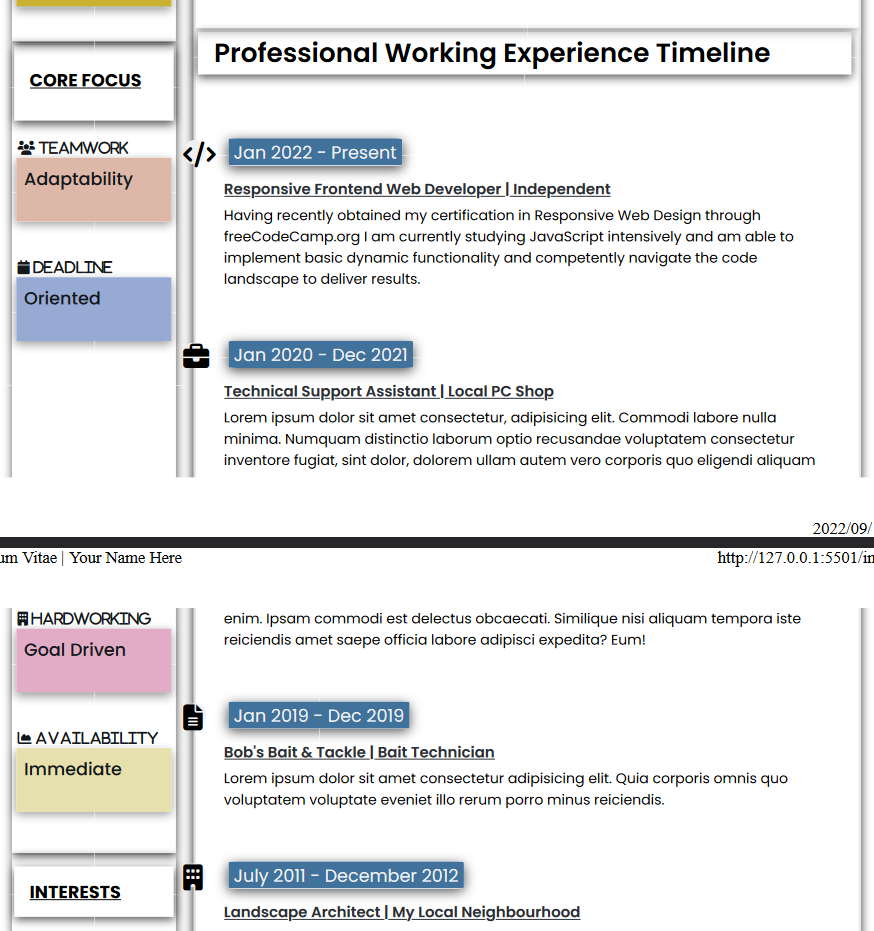 Professional Working Experience Timeline
CORE FOCUS
TEAMWORK
Adaptability
DEADLINE
Oriented
Jan 2022 - Present
Responsive Frontend Web Developer | Independent
Having recently obtained my certification in Responsive Web Design through
freeCodeCamp.org I am currently studying JavaScript intensively and am able to
implement basic dynamic functionality and competently navigate the code
landscape to deliver results.
Jan 2020 - Dec 2021
Technical Support Assistant | Local PC Shop
Lorem ipsum dolor sit amet consectetur, adipisicing elit. Commodi labore nulla
minima. Numquam distinctio laborum optio recusandae voluptatem consectetur
inventore fugiat, sint dolor, dolorem ullam autem vero corporis quo eligendi aliquam
2022/09/
um Vitae | Your Name Here
http://127.0.0.1:5501/in
HARDWORKING
Goal Driven
AVAILABILITY
Immediate
INTERESTS
enim. Ipsam commodi est delectus obcaecati. Similique nisi aliquam tempora iste
reiciendis amet saepe officia labore adipisci expedita? Eum!
Jan 2019 - Dec 2019
Bob's Bait & Tackle | Bait Technician
Lorem ipsum dolor sit amet consectetur adipisicing elit. Quia corporis omnis quo
voluptatem voluptate eveniet illo rerum porro minus reiciendis.
July 2011 - December 2012
Landscape Architect | My Local Neighbourhood